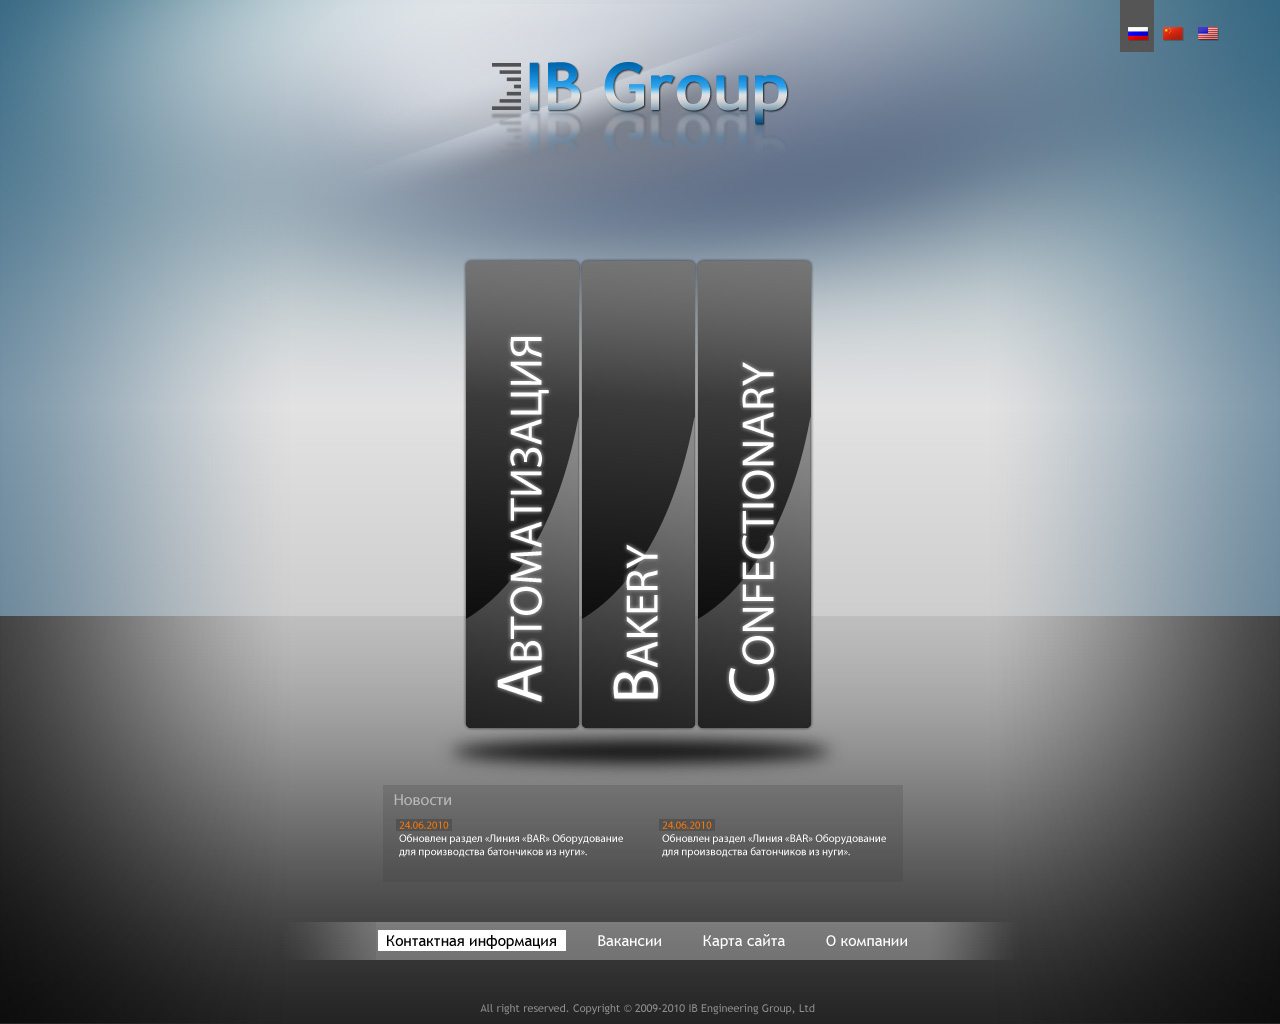 IB Group
Автоматизация
Bakery
Confectionary
Новости
24.06.2010
Обновлен раздел «Линия «BAR» Оборудование
для производства батончиков из нуги».
24.06.2010
Обновлен раздел «Линия «BAR» Оборудование
для производства батончиков из нуги».
Контактная информация Вакансии Карта сайта О компании
All right reserved. Copyright © 2009-2010 IB Engineering Group, Ltd